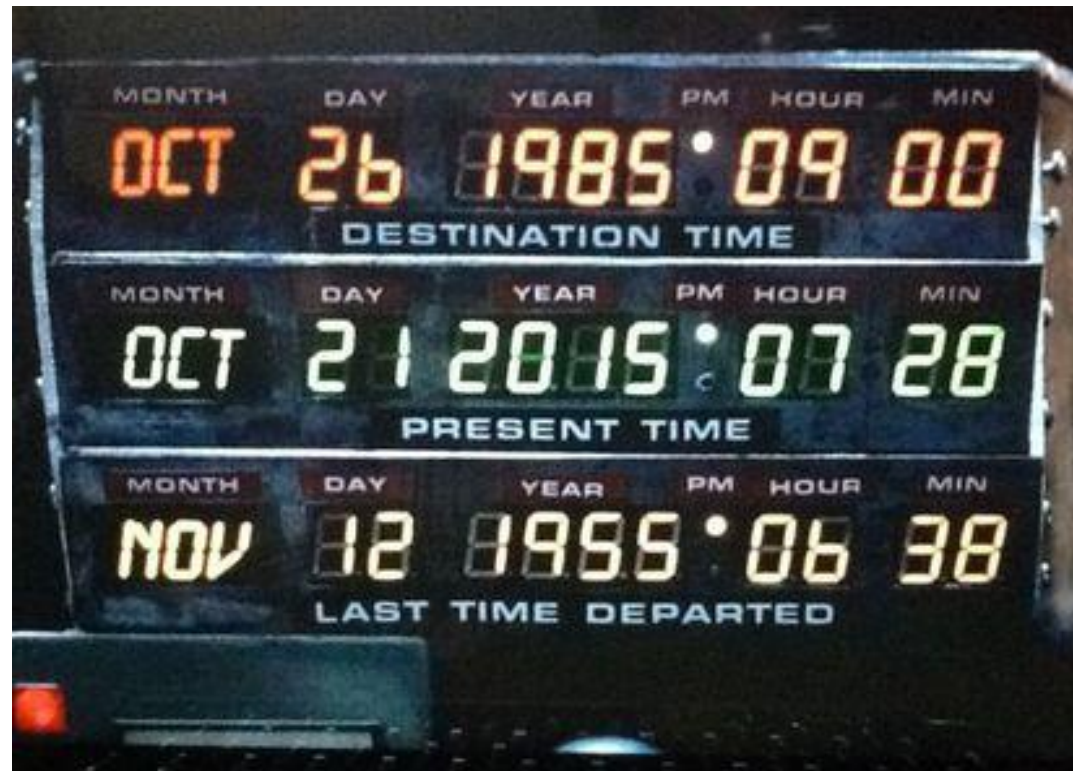 MONTH DAY YEAR PM HOUR MIN
OCT 26 1985 09 00
DESTINATION TIME
MONTH DAY YEAR PM HOUR MIN
OCT 21 2015 07 28
PRESENT TIME
MONTH DAY YEAR PM HOUR MIN
NOV 12 1955 06 38
LAST TIME DEPARTED